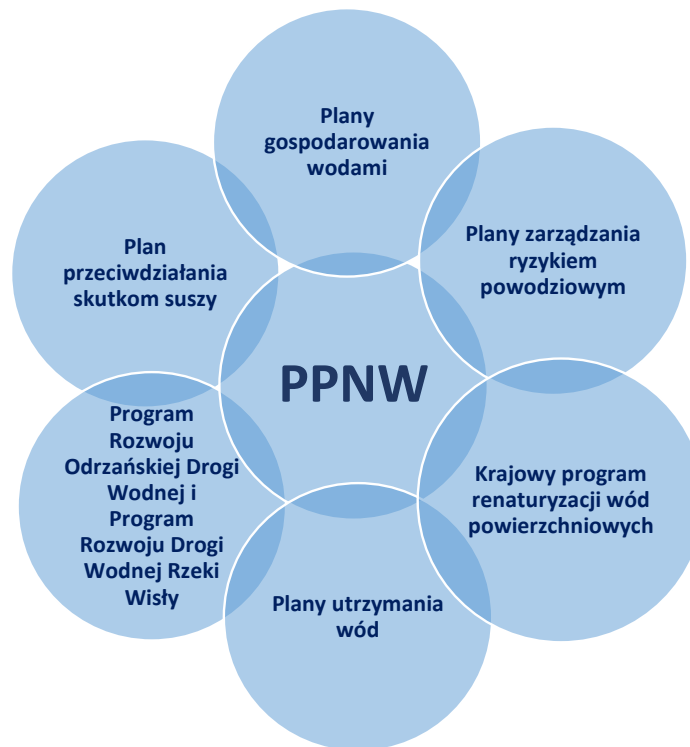 Plany
gospodarowania
wodami
Plany zarządzania
ryzykiem
powodziowym
Krajowy program
renaturyzacji wód
powierzchniowych
Plany utrzymania
wód
Program
Rozwoju
Odrzańskiej Drogi
Wodnej i
Program
Rozwoju Drogi
Wodnej Rzeki
Wisły
Plan
przeciwdziałania
skutkom suszy
PPNW